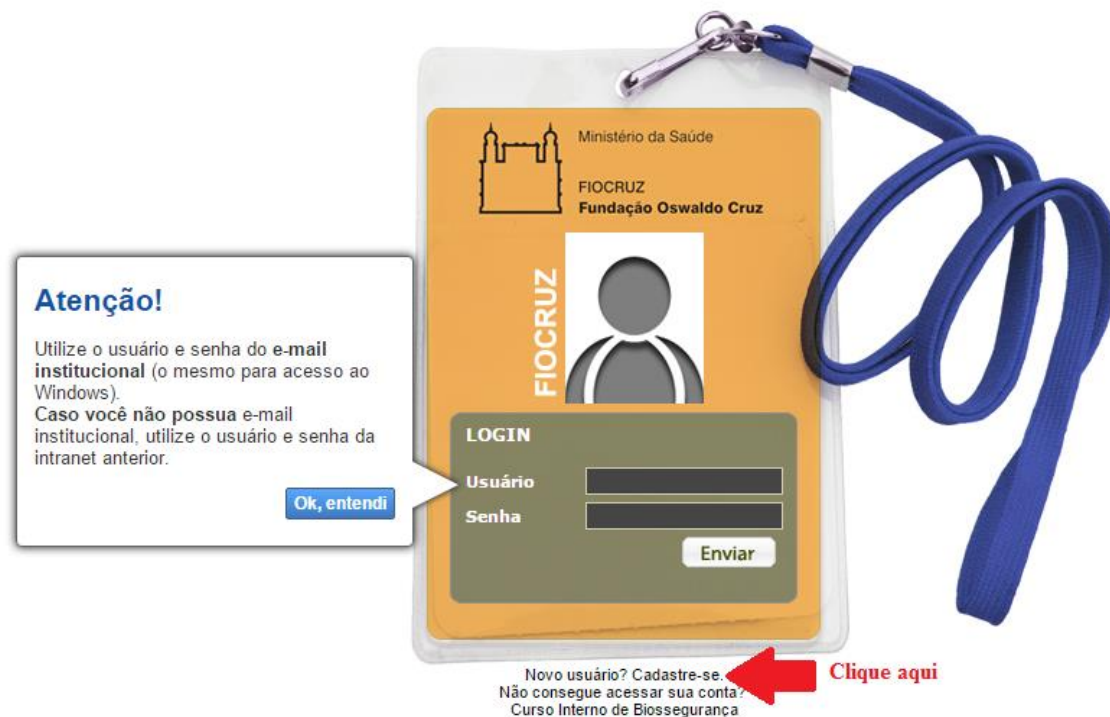 Ministério da Saúde
FIOCRUZ
Fundação Oswaldo Cruz
FIOCRUZ
Atenção!
Utilize o usuário e senha do e-mail
institucional (o mesmo para acesso ao
Windows).
Caso você não possua e-mail
institucional, utilize o usuário e senha da
intranet anterior.
Ok, entendi
LOGIN
Usuário
Senha
Enviar
Novo usuário? Cadastre-se.
Clique aqui
Não consegue acessar sua conta?
Curso Interno de Biossegurança